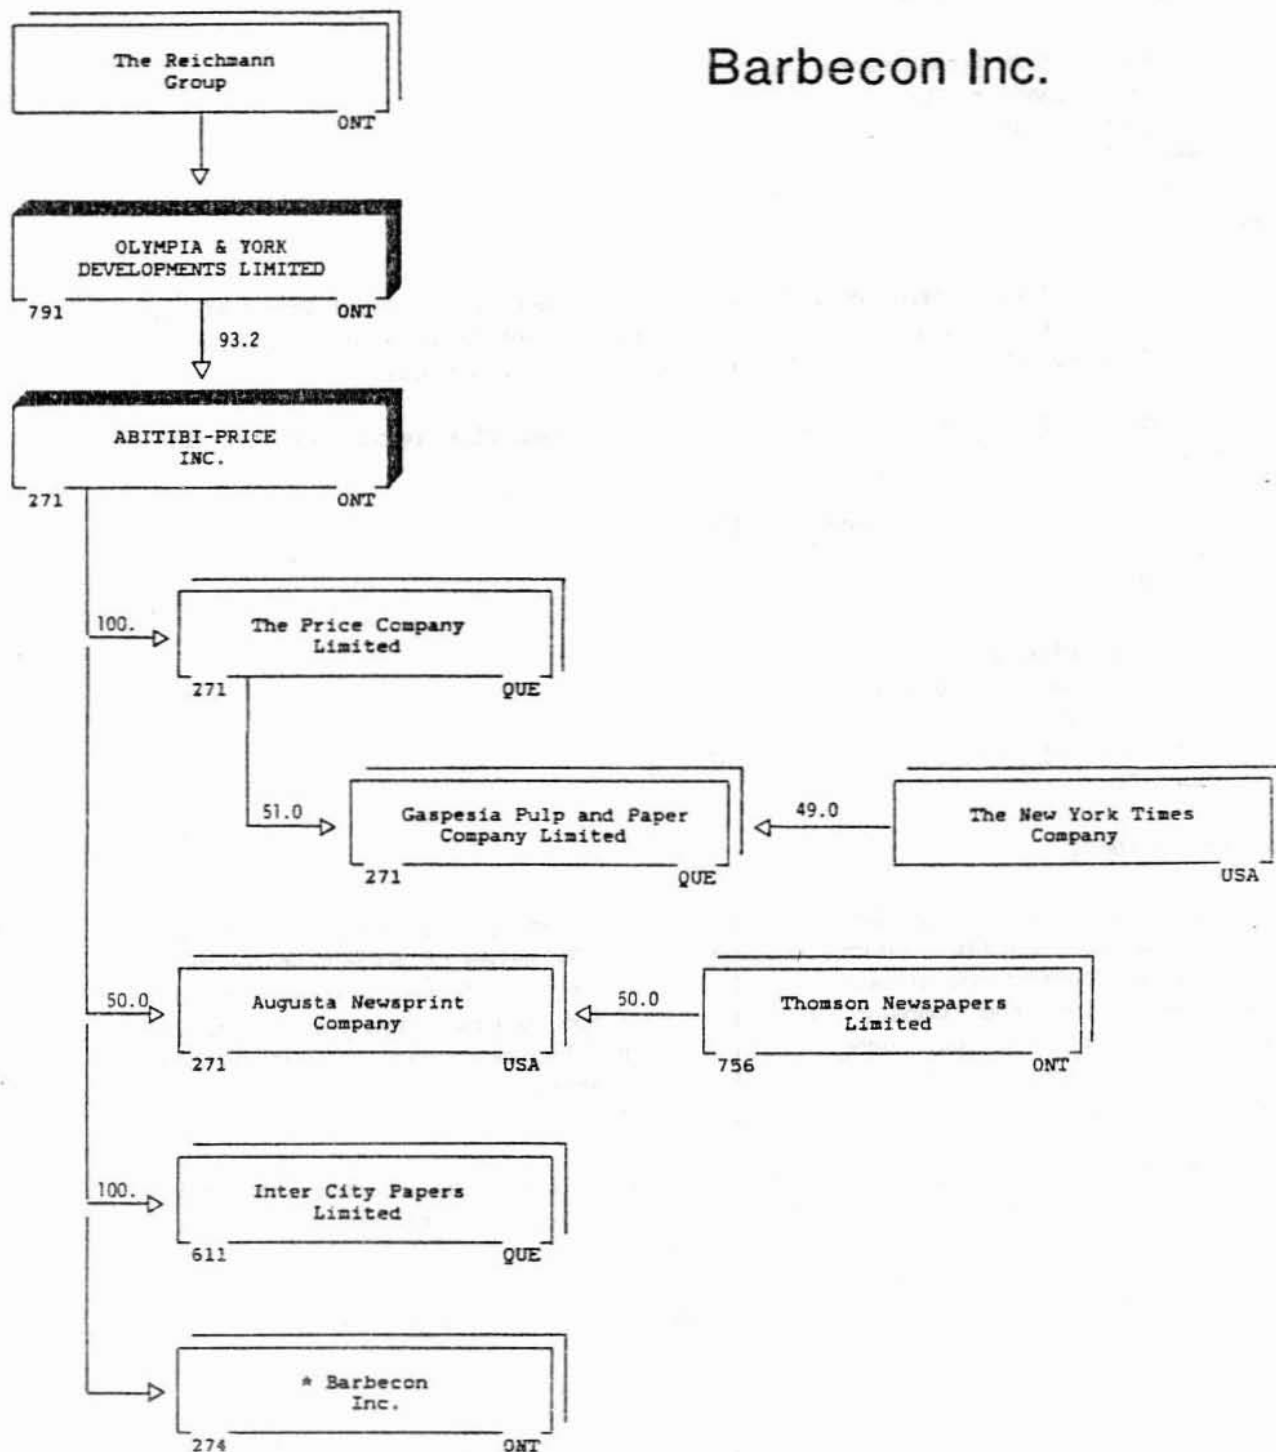 Barbecon Inc.
The Reichmann
Group
ONT
OLYMPIA & YORK
DEVELOPMENTS LIMITED
791 ONT
93.2
ABITIBI-PRICE
INC.
271 ONT
100.
The Price Company
Limited
271 QUE
51.0
Gaspesia Pulp and Paper
Company Limited
271 QUE
49.0
The New York Times
Company
USA
50.0
Augusta Newsprint
Company
271 USA
50.0
Thomson Newspapers
Limited
756 ONT
100.
Inter City Papers
Limited
611 QUE
* Barbecon
Inc.
274 ONT